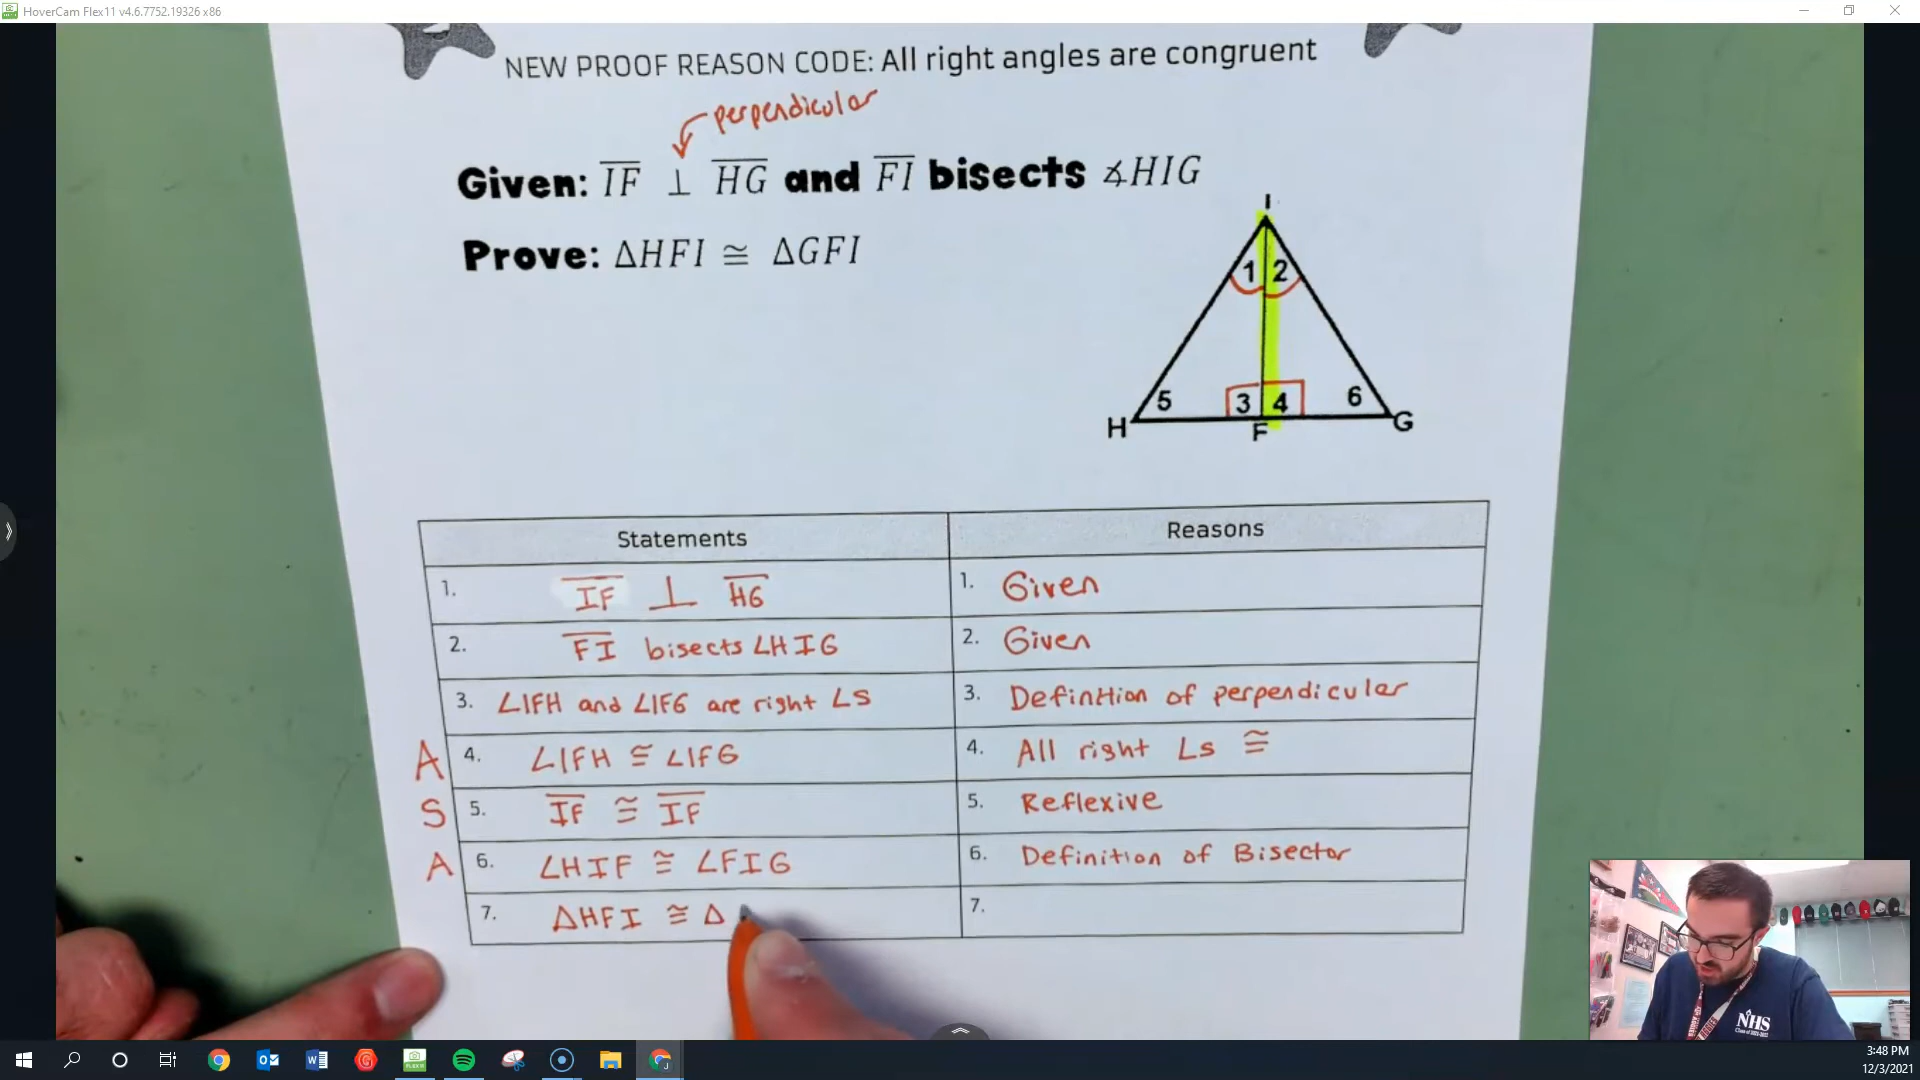 HoverCam Flex11 v4.6.7752.19326 x86
NEW PROOF REASON CODE: All right angles are congruent
perpendicular
Given: IF ⊥ HG and FI bisects ∡HIG
Prove: ΔHFI ≅ ΔGFI
I
1 2
5 3 4 6
H F G
Statements Reasons
1. IF ⊥ HG 1. Given
2. FI bisects ∠HIG 2. Given
3. ∠IFH and ∠IFG are right ∠s 3. Definition of perpendicular
A 4. ∠IFH ≅ ∠IFG 4. All right ∠s ≅
S 5. IF ≅ IF 5. Reflexive
A 6. ∠HIF ≅ ∠FIG 6. Definition of Bisector
7. ΔHFI ≅ Δ 7.
NHS
Class of 2021-2022
3:48 PM
12/3/2021